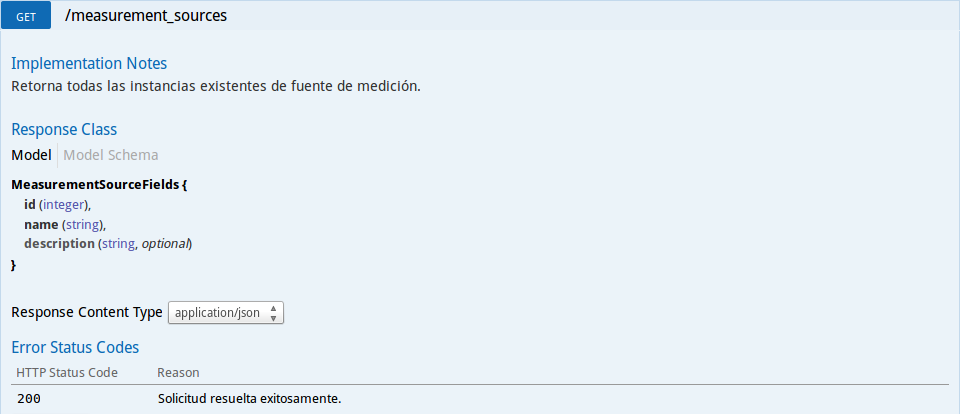 GET /measurement_sources
Implementation Notes
Retorna todas las instancias existentes de fuente de medición.
Response Class
Model Model Schema
MeasurementSourceFields {
id (integer),
name (string),
description (string, optional)
}
Response Content Type application/json
Error Status Codes
HTTP Status Code Reason
200 Solicitud resuelta exitosamente.